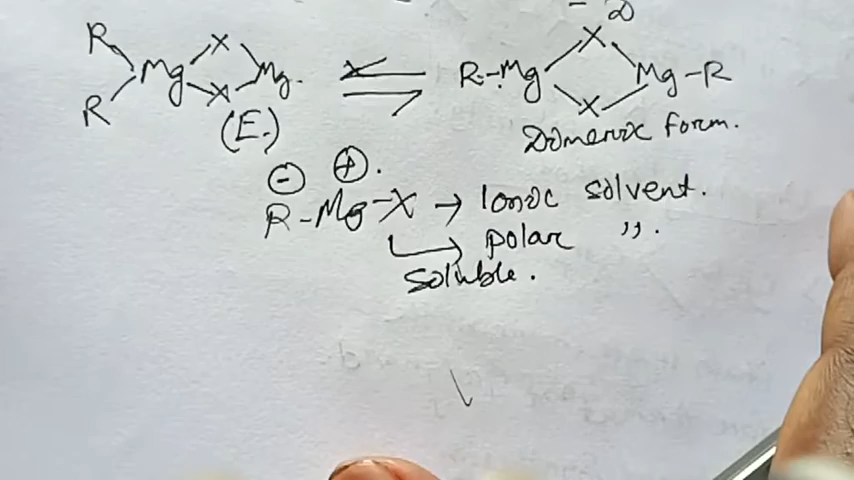 D
R X X
Mg Mg. ⇌ R-Mg Mg-R
R X X
(E.) Dimeric form.
⊖ ⊕.
R-Mg-X → Ionic solvent.
↳ polar ,,.
soluble.